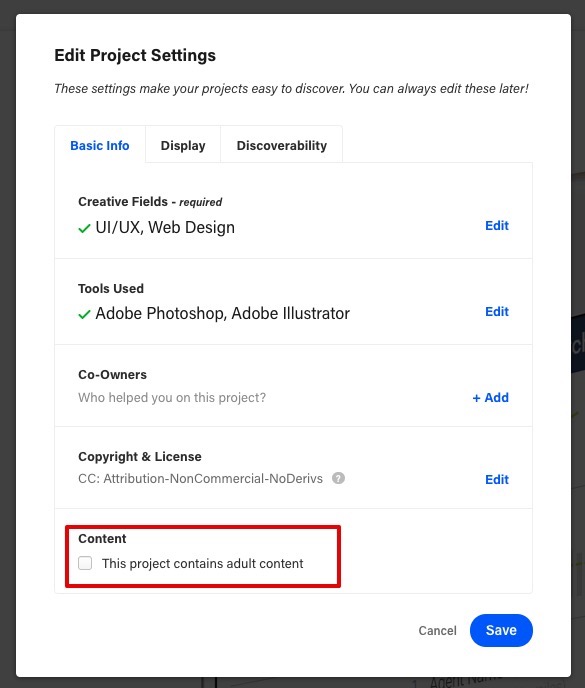 Edit Project Settings
These settings make your projects easy to discover. You can always edit these later!
Basic Info
Display
Discoverability
Creative Fields - required
UI/UX, Web Design
Edit
Tools Used
Adobe Photoshop, Adobe Illustrator
Edit
Co-Owners
Who helped you on this project?
+ Add
Copyright & License
CC: Attribution-NonCommercial-NoDerivs ?
Edit
Content
This project contains adult content
Cancel
Save
1. Agent Name